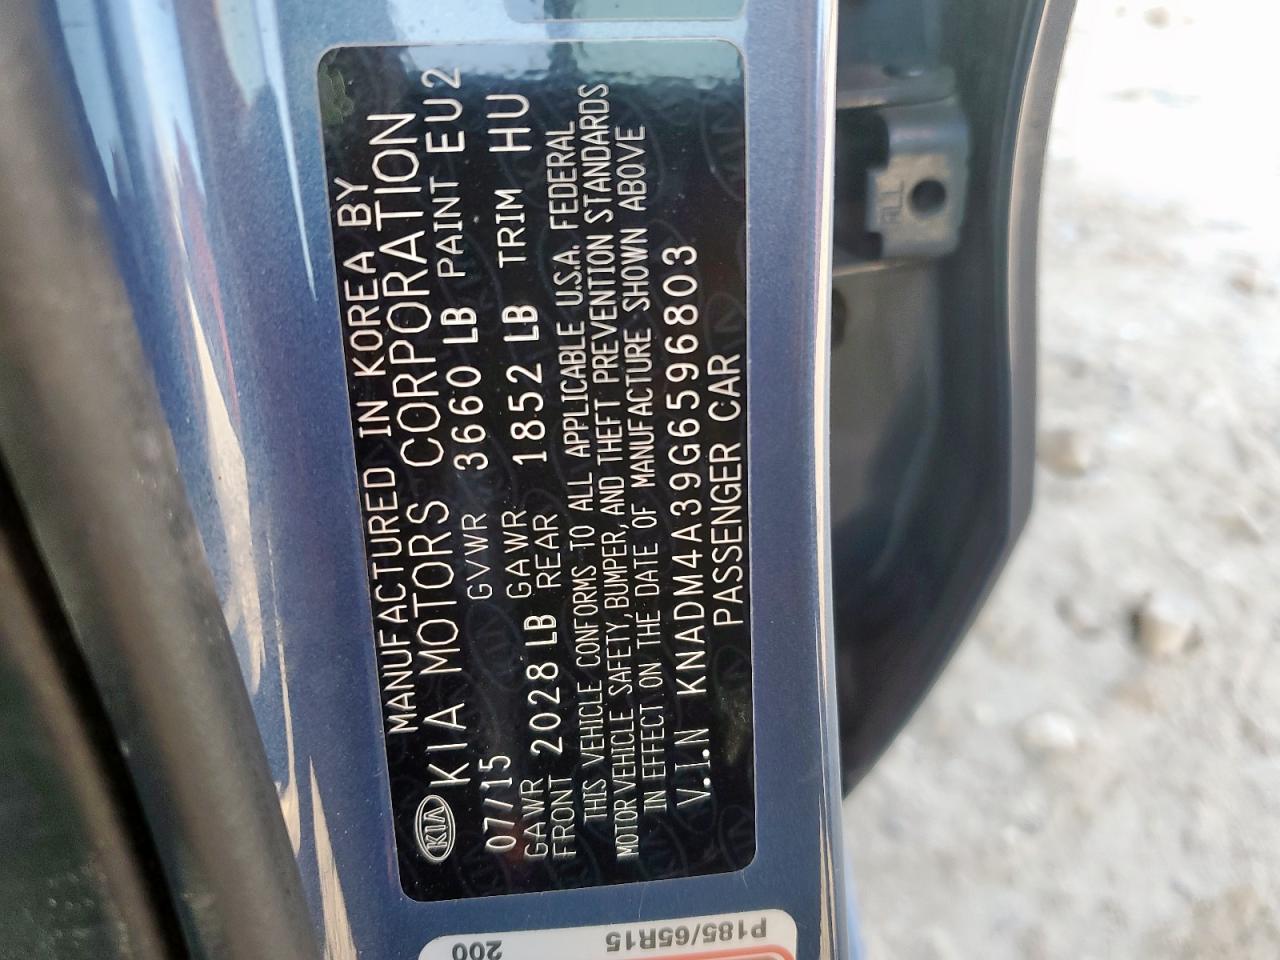 MANUFACTURED IN KOREA BY
KIA KIA MOTORS CORPORATION
07/15 GVWR 3660 LB PAINT EU2
GAWR FRONT 2028 LB GAWR REAR 1852 LB TRIM HU
THIS VEHICLE CONFORMS TO ALL APPLICABLE U.S.A. FEDERAL
MOTOR VEHICLE SAFETY, BUMPER, AND THEFT PREVENTION STANDARDS
IN EFFECT ON THE DATE OF MANUFACTURE SHOWN ABOVE
V.I.N KNADM4A39G6596803
PASSENGER CAR
P185/65R15
200